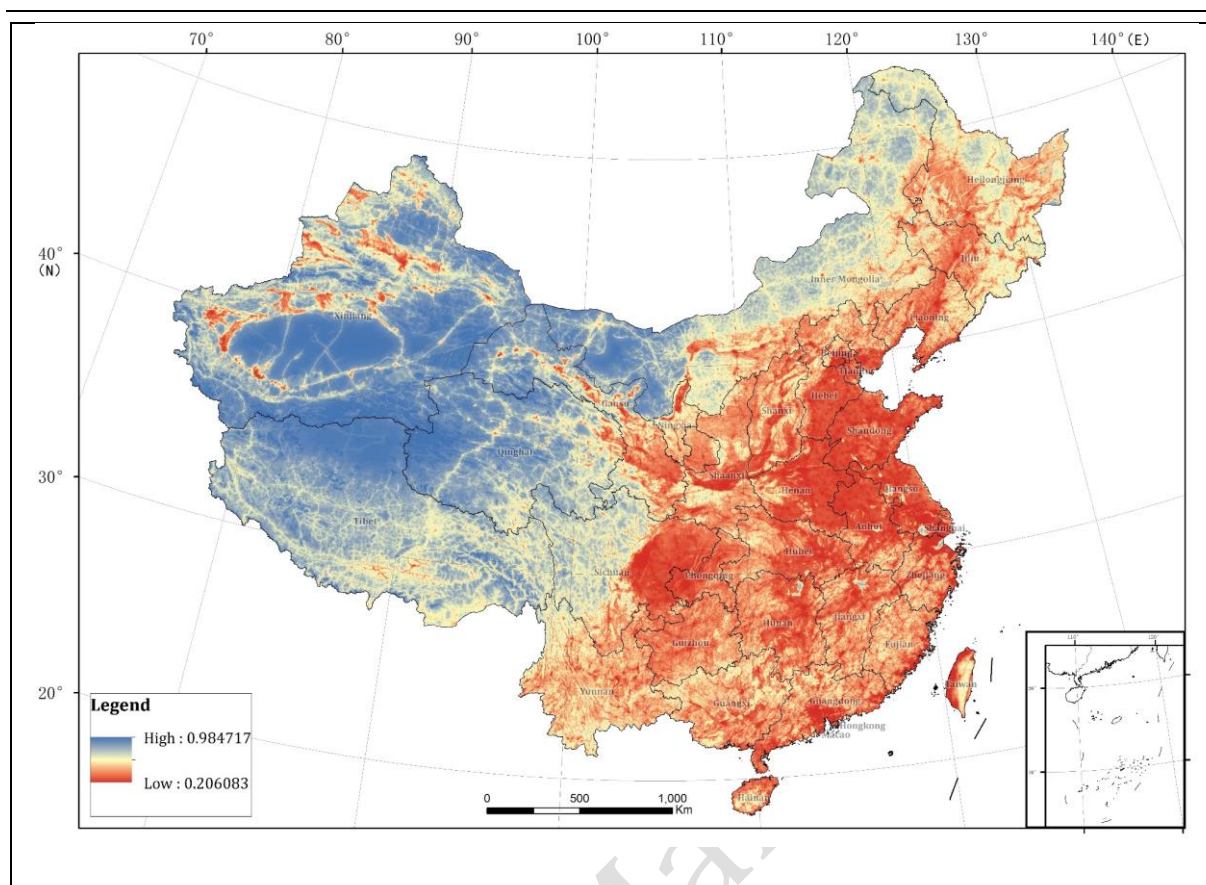 70° 80° 90° 100° 110° 120° 130° 140°(E)
40°
(N)
30°
20°
Heilongjiang
Jilin
Inner Mongolia
Liaoning
Xinjiang
Beijing
Tianjin
Hebei
Gansu
Shanxi
Ningxia
Shandong
Qinghai
Shaanxi
Henan
Jiangsu
Tibet
Anhui
Shanghai
Hubei
Sichuan
Chongqing
Zhejiang
Hunan
Jiangxi
Guizhou
Fujian
Yunnan
Taiwan
Guangxi
Guangdong
Hongkong
Macao
Hainan
Legend
High : 0.984717
Low : 0.206083
0 500 1,000
Km